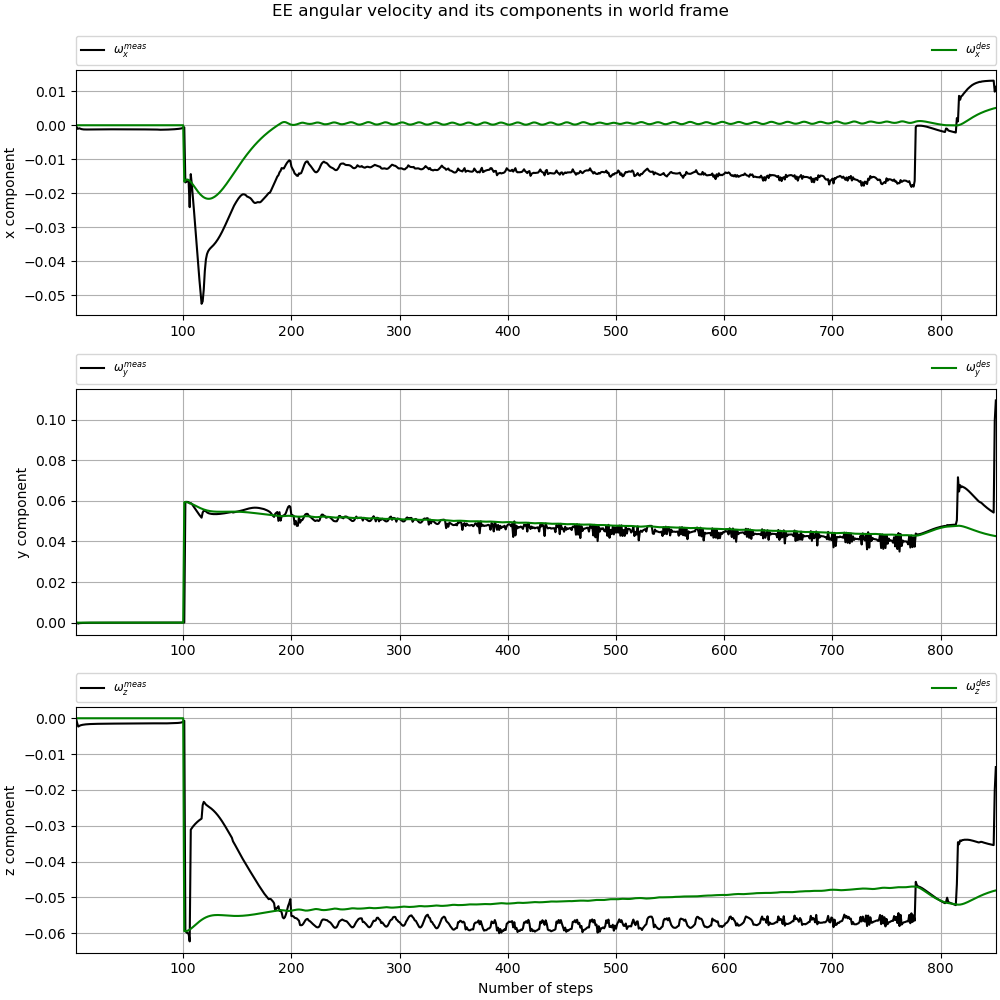 EE angular velocity and its components in world frame
ω_x^meas ω_x^des
0.01
0.00
−0.01
−0.02
−0.03
−0.04
−0.05
x component
100 200 300 400 500 600 700 800
ω_y^meas ω_y^des
0.10
0.08
0.06
0.04
0.02
0.00
y component
100 200 300 400 500 600 700 800
ω_z^meas ω_z^des
0.00
−0.01
−0.02
−0.03
−0.04
−0.05
−0.06
z component
100 200 300 400 500 600 700 800
Number of steps